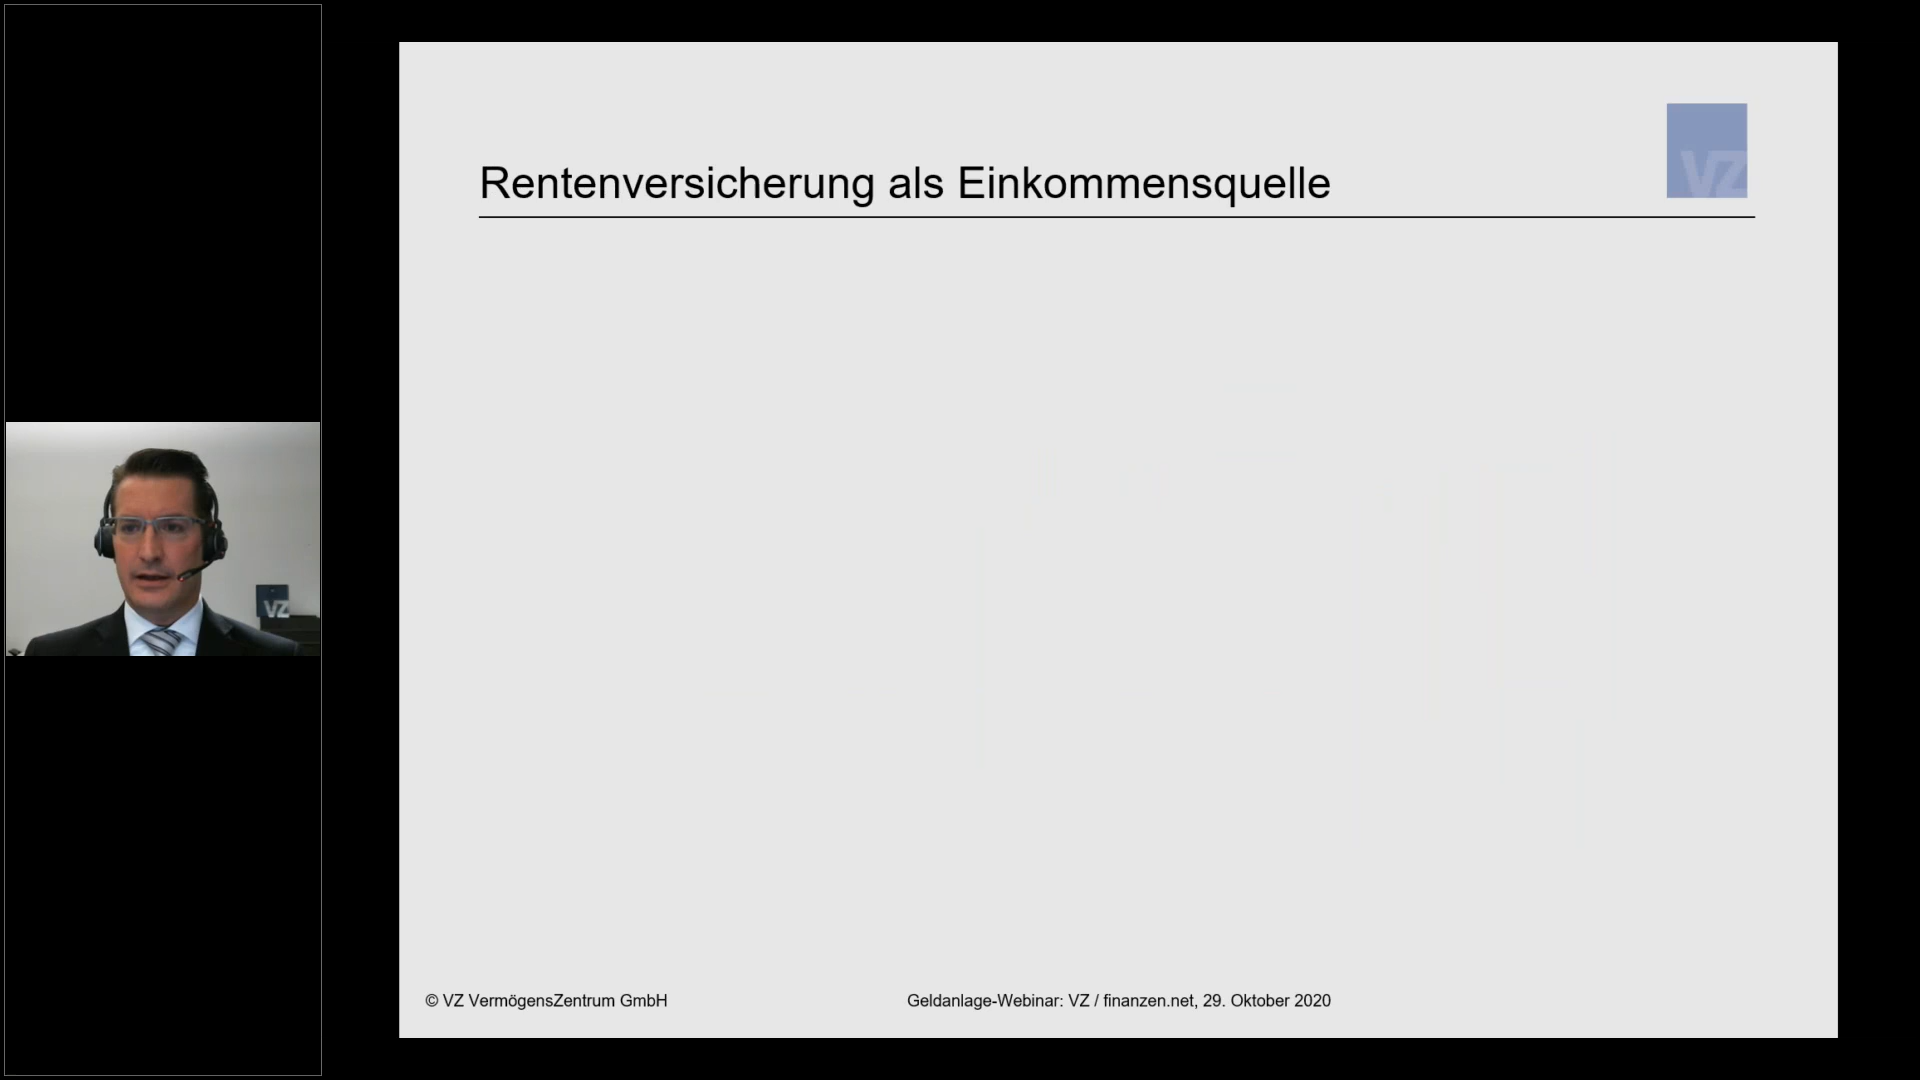 Rentenversicherung als Einkommensquelle
VZ
VZ
© VZ VermögensZentrum GmbH
Geldanlage-Webinar: VZ / finanzen.net, 29. Oktober 2020